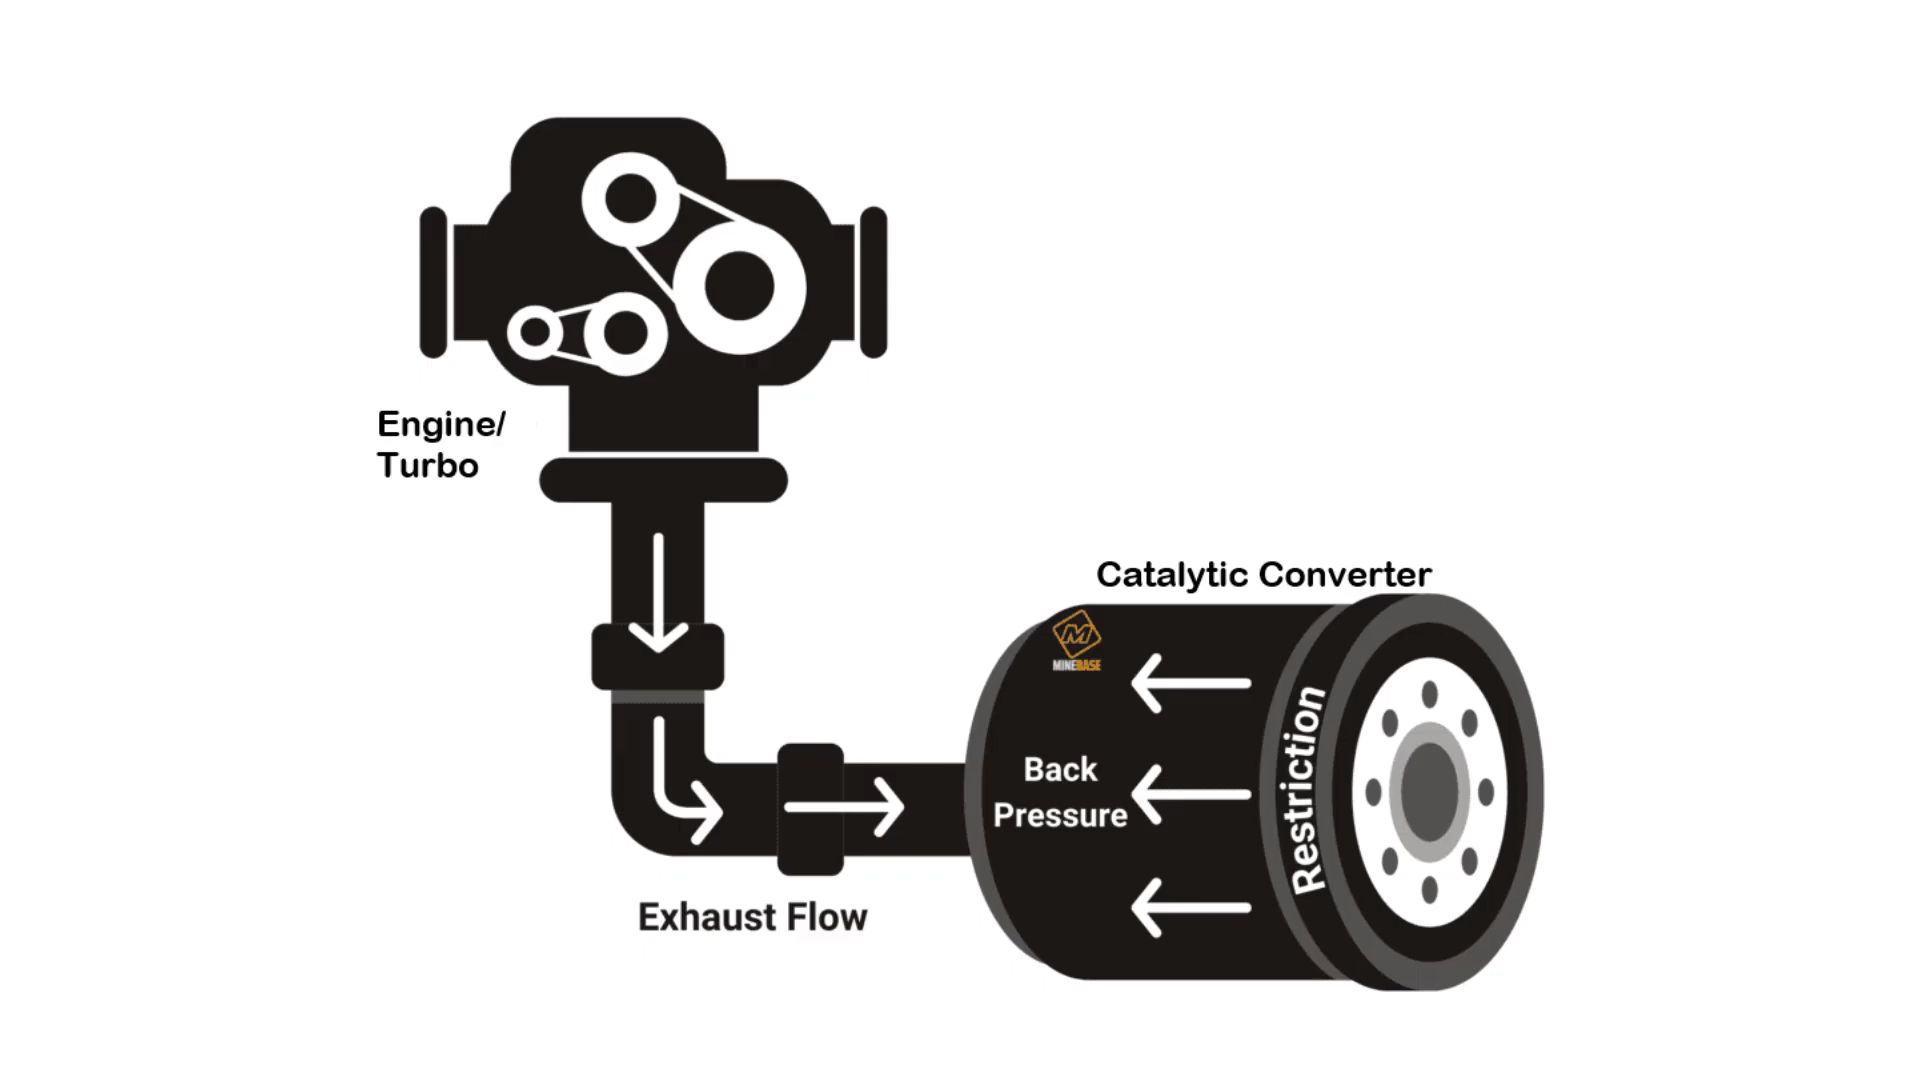 Engine/
Turbo
Catalytic Converter
MINEBASE
Back
Pressure
Restriction
Exhaust Flow